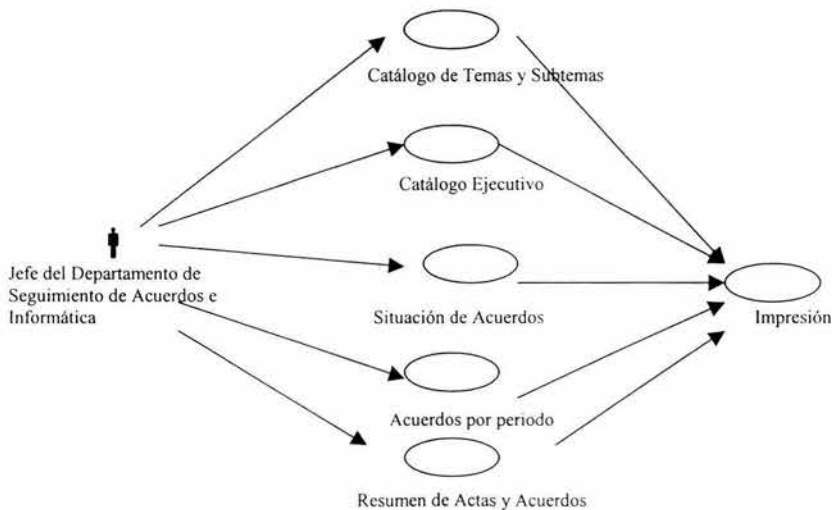 Catálogo de Temas y Subtemas
Catálogo Ejecutivo
Jefe del Departamento de
Seguimiento de Acuerdos e
Informática
Situación de Acuerdos
Impresión
Acuerdos por periodo
Resumen de Actas y Acuerdos